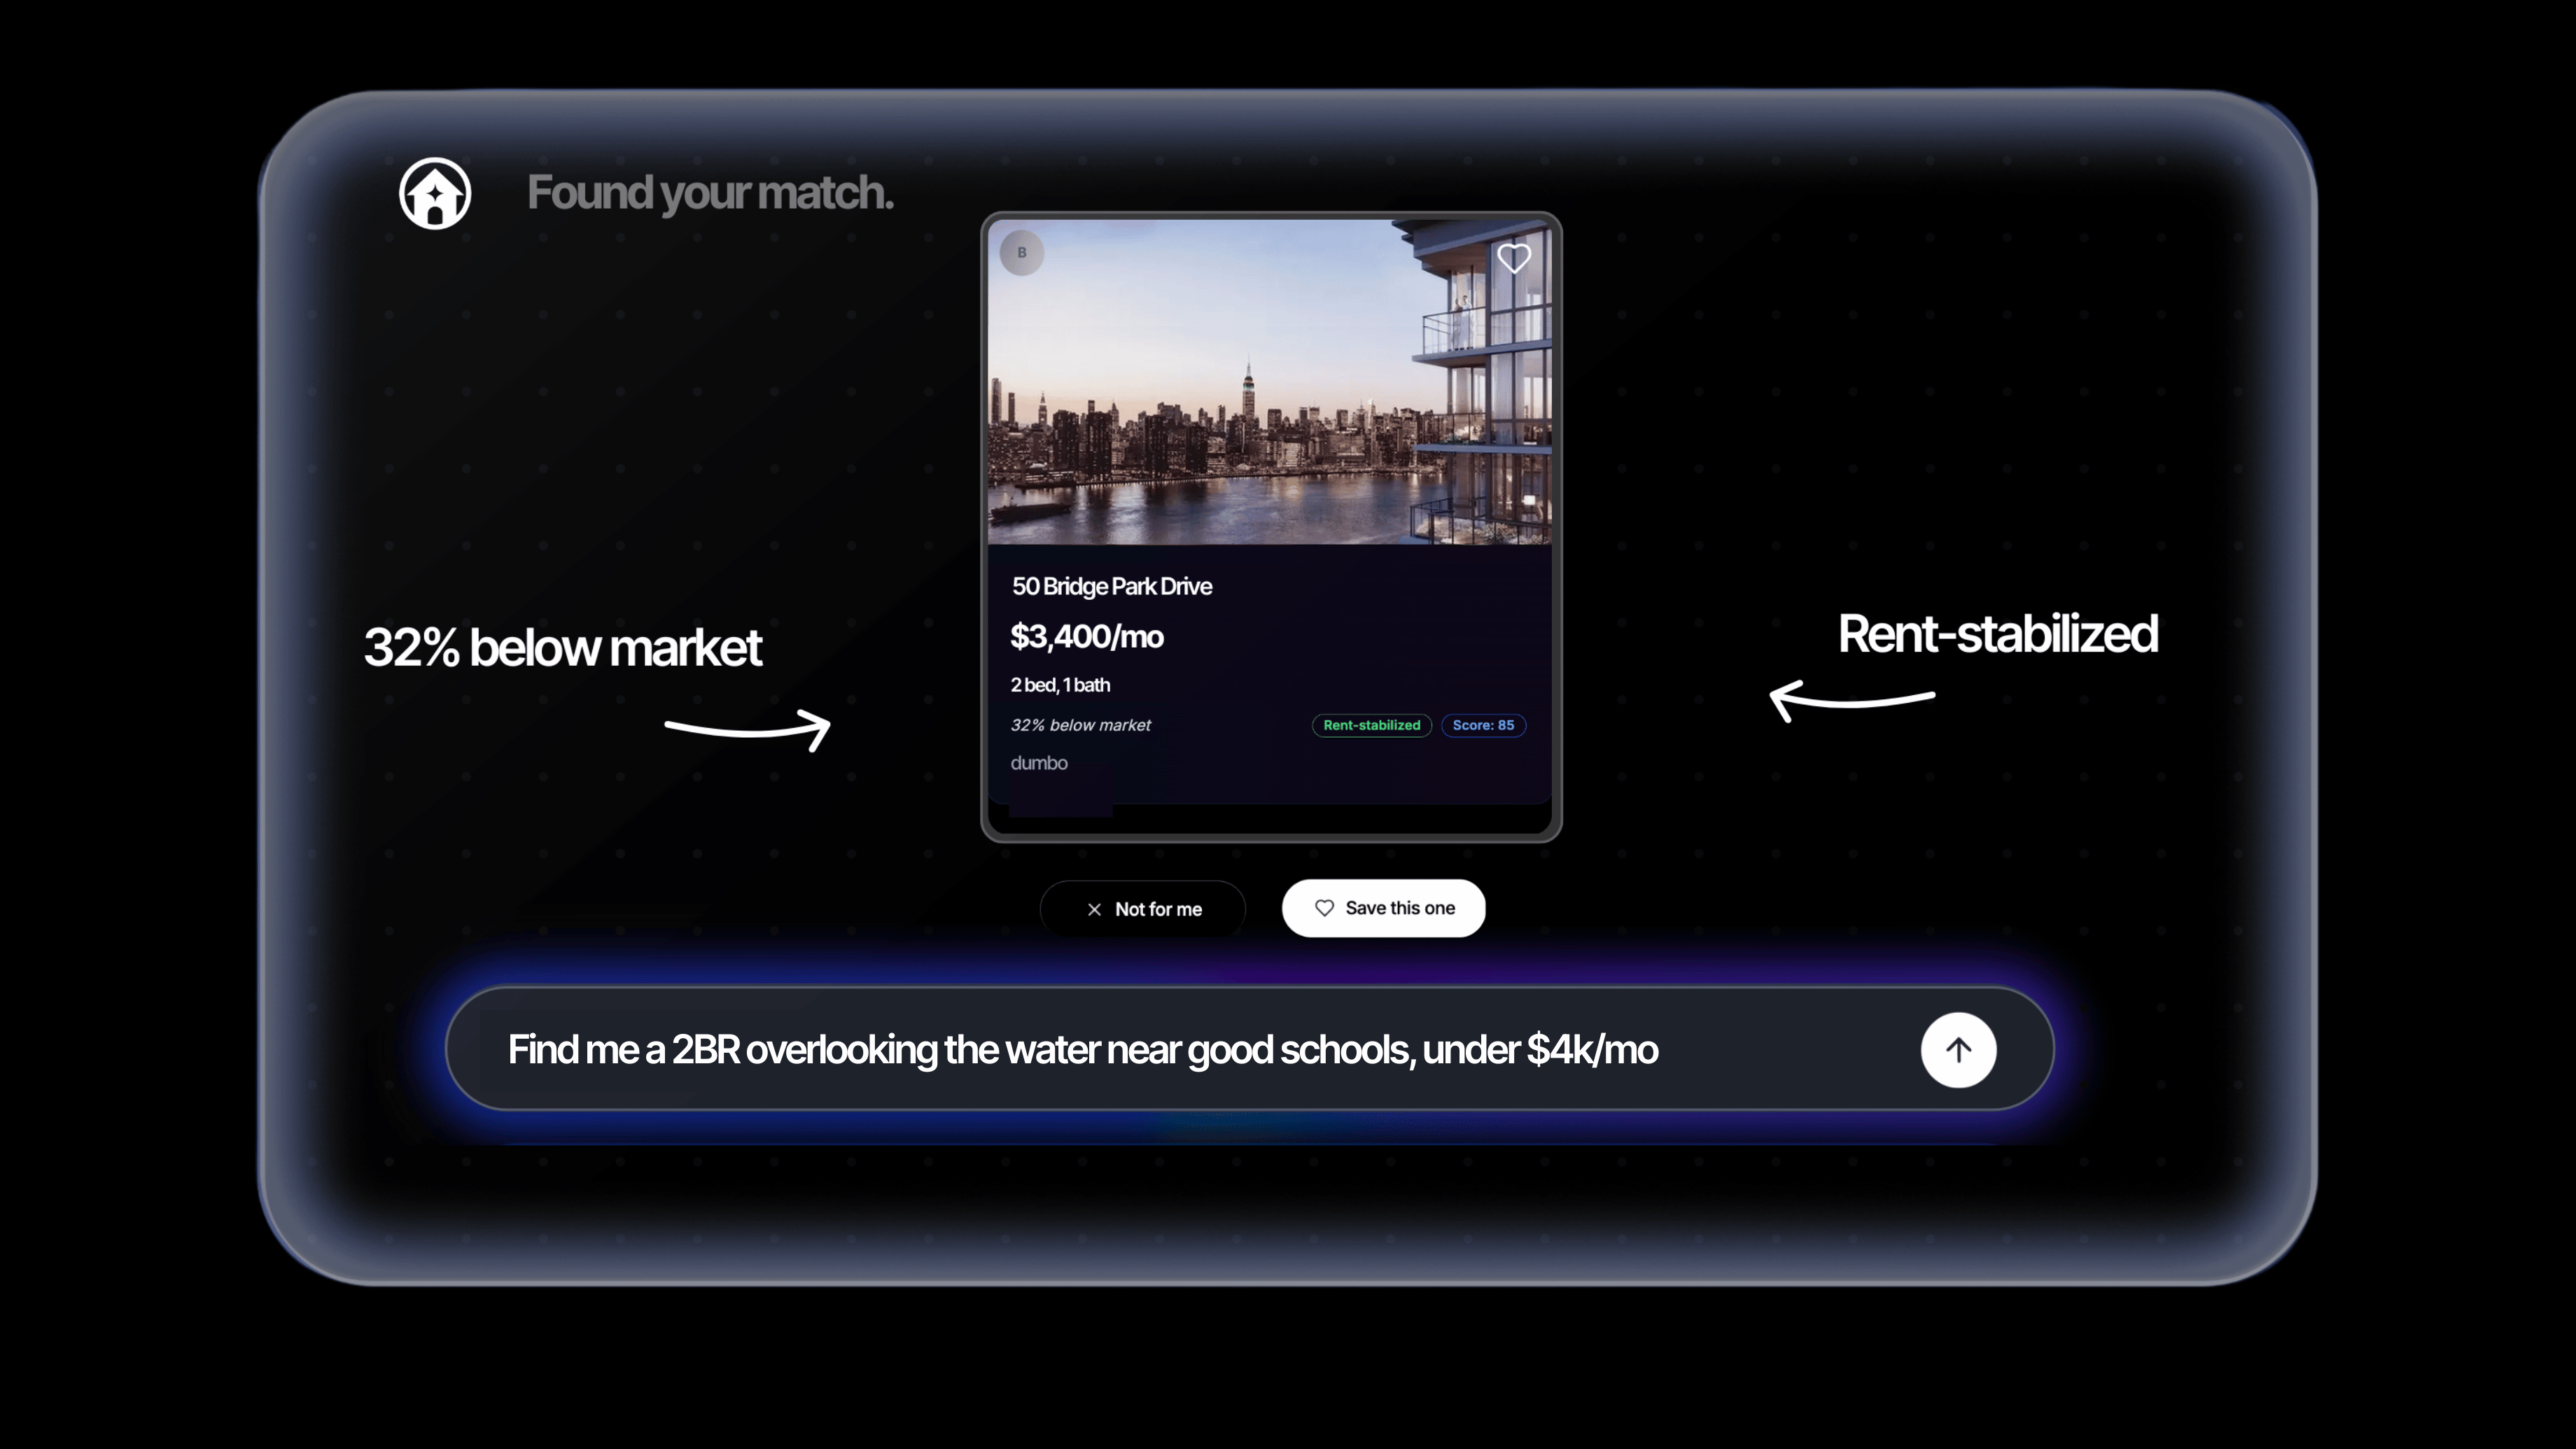 Found your match.
B
50 Bridge Park Drive
$3,400/mo
2 bed, 1 bath
32% below market
Rent-stabilized
Score: 85
dumbo
32% below market
Rent-stabilized
Not for me
Save this one
Find me a 2BR overlooking the water near good schools, under $4k/mo